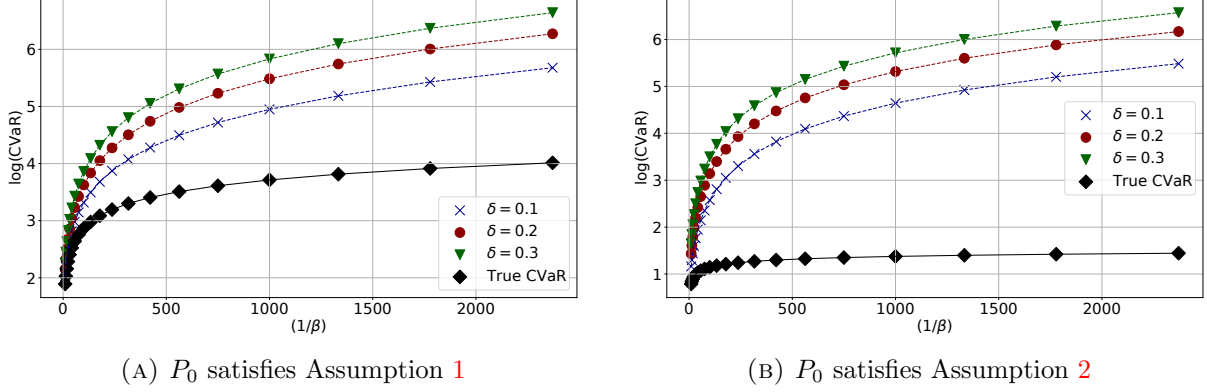 6
5
4
3
2
log(CVaR)
0
500
1000
1500
2000
(1/β)
δ = 0.1
δ = 0.2
δ = 0.3
True CVaR
(A) P₀ satisfies Assumption 1
6
5
4
3
2
1
log(CVaR)
0
500
1000
1500
2000
(1/β)
δ = 0.1
δ = 0.2
δ = 0.3
True CVaR
(B) P₀ satisfies Assumption 2